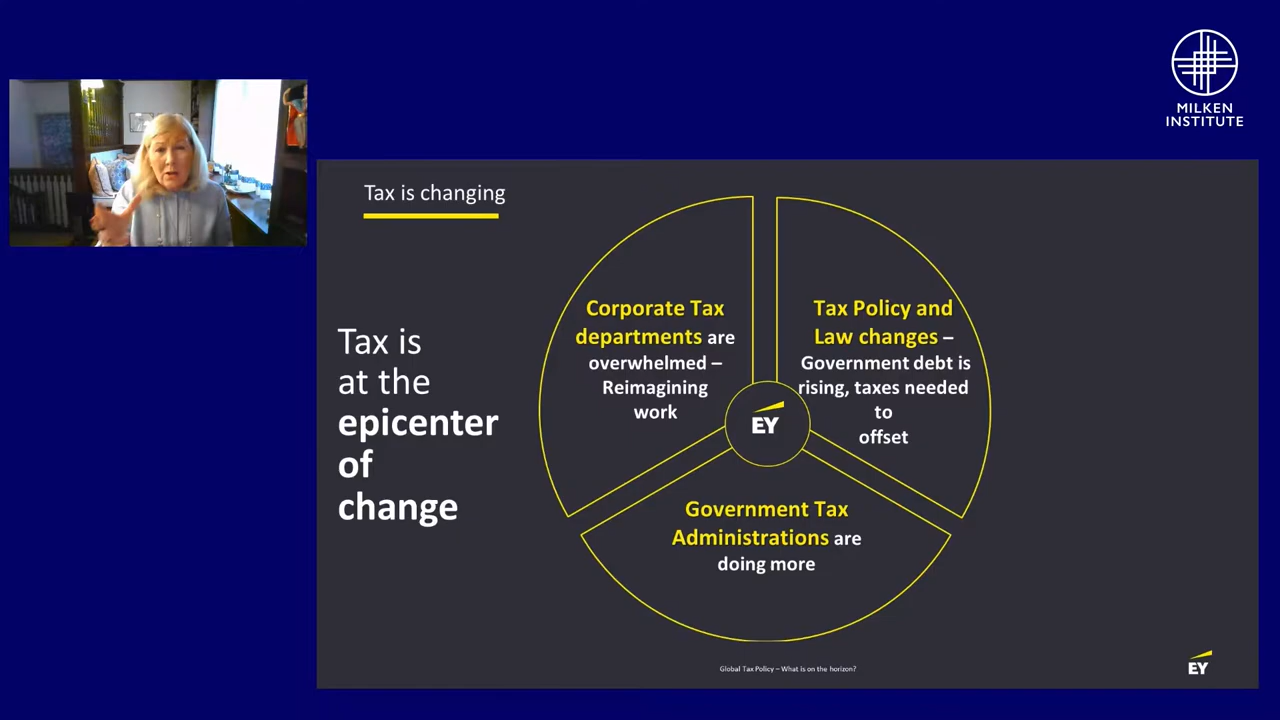 MILKEN
INSTITUTE
Tax is changing
Tax is
at the
epicenter
of
change
Corporate Tax
departments are
overwhelmed –
Reimagining
work
Tax Policy and
Law changes –
Government debt is
rising, taxes needed
to
offset
EY
Government Tax
Administrations are
doing more
Global Tax Policy – What is on the horizon?
EY